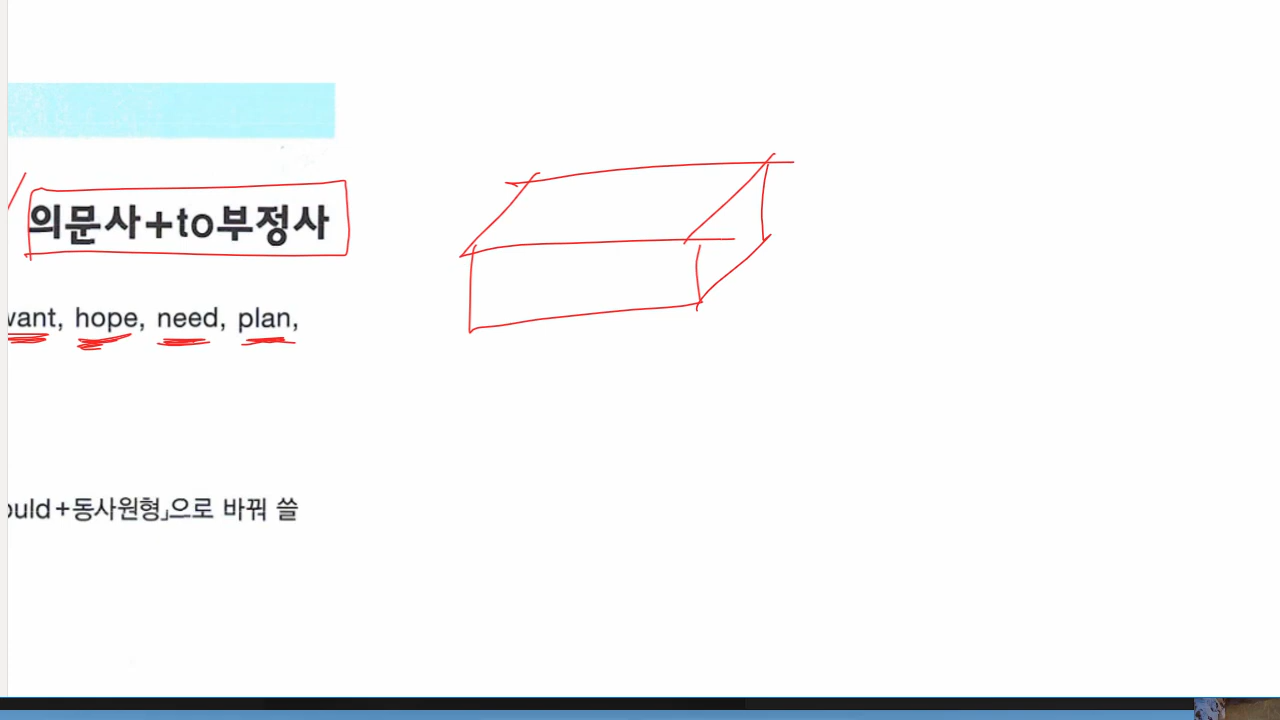 의문사+to부정사
want, hope, need, plan,
ould+동사원형」으로 바꿔 쓸